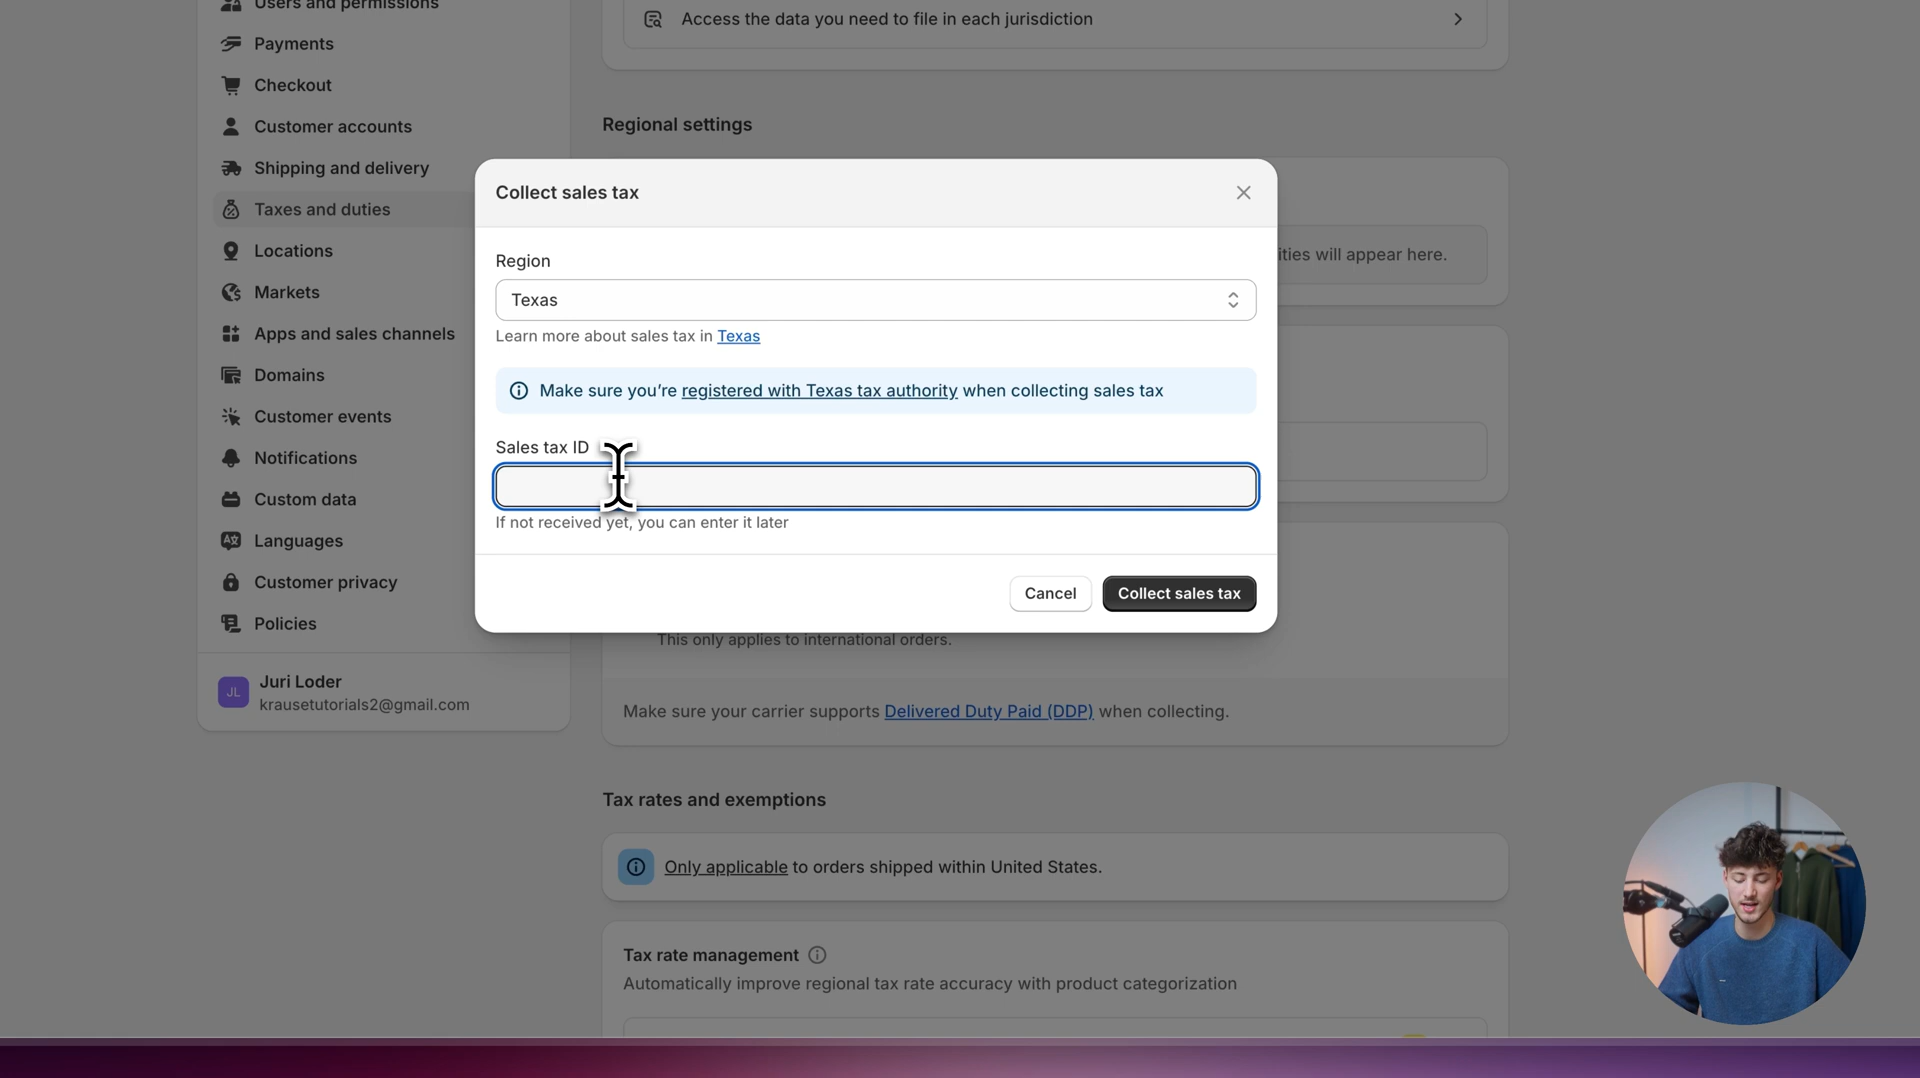 Users and permissions
Payments
Checkout
Customer accounts
Shipping and delivery
Taxes and duties
Locations
Markets
Apps and sales channels
Domains
Customer events
Notifications
Custom data
Languages
Customer privacy
Policies
JL
Juri Loder
krausetutorials2@gmail.com
Access the data you need to file in each jurisdiction
Regional settings
ities will appear here.
Collect sales tax
Region
Texas
Learn more about sales tax in Texas
Make sure you’re registered with Texas tax authority when collecting sales tax
Sales tax ID
If not received yet, you can enter it later
Cancel
Collect sales tax
This only applies to international orders.
Make sure your carrier supports Delivered Duty Paid (DDP) when collecting.
Tax rates and exemptions
Only applicable to orders shipped within United States.
Tax rate management
Automatically improve regional tax rate accuracy with product categorization